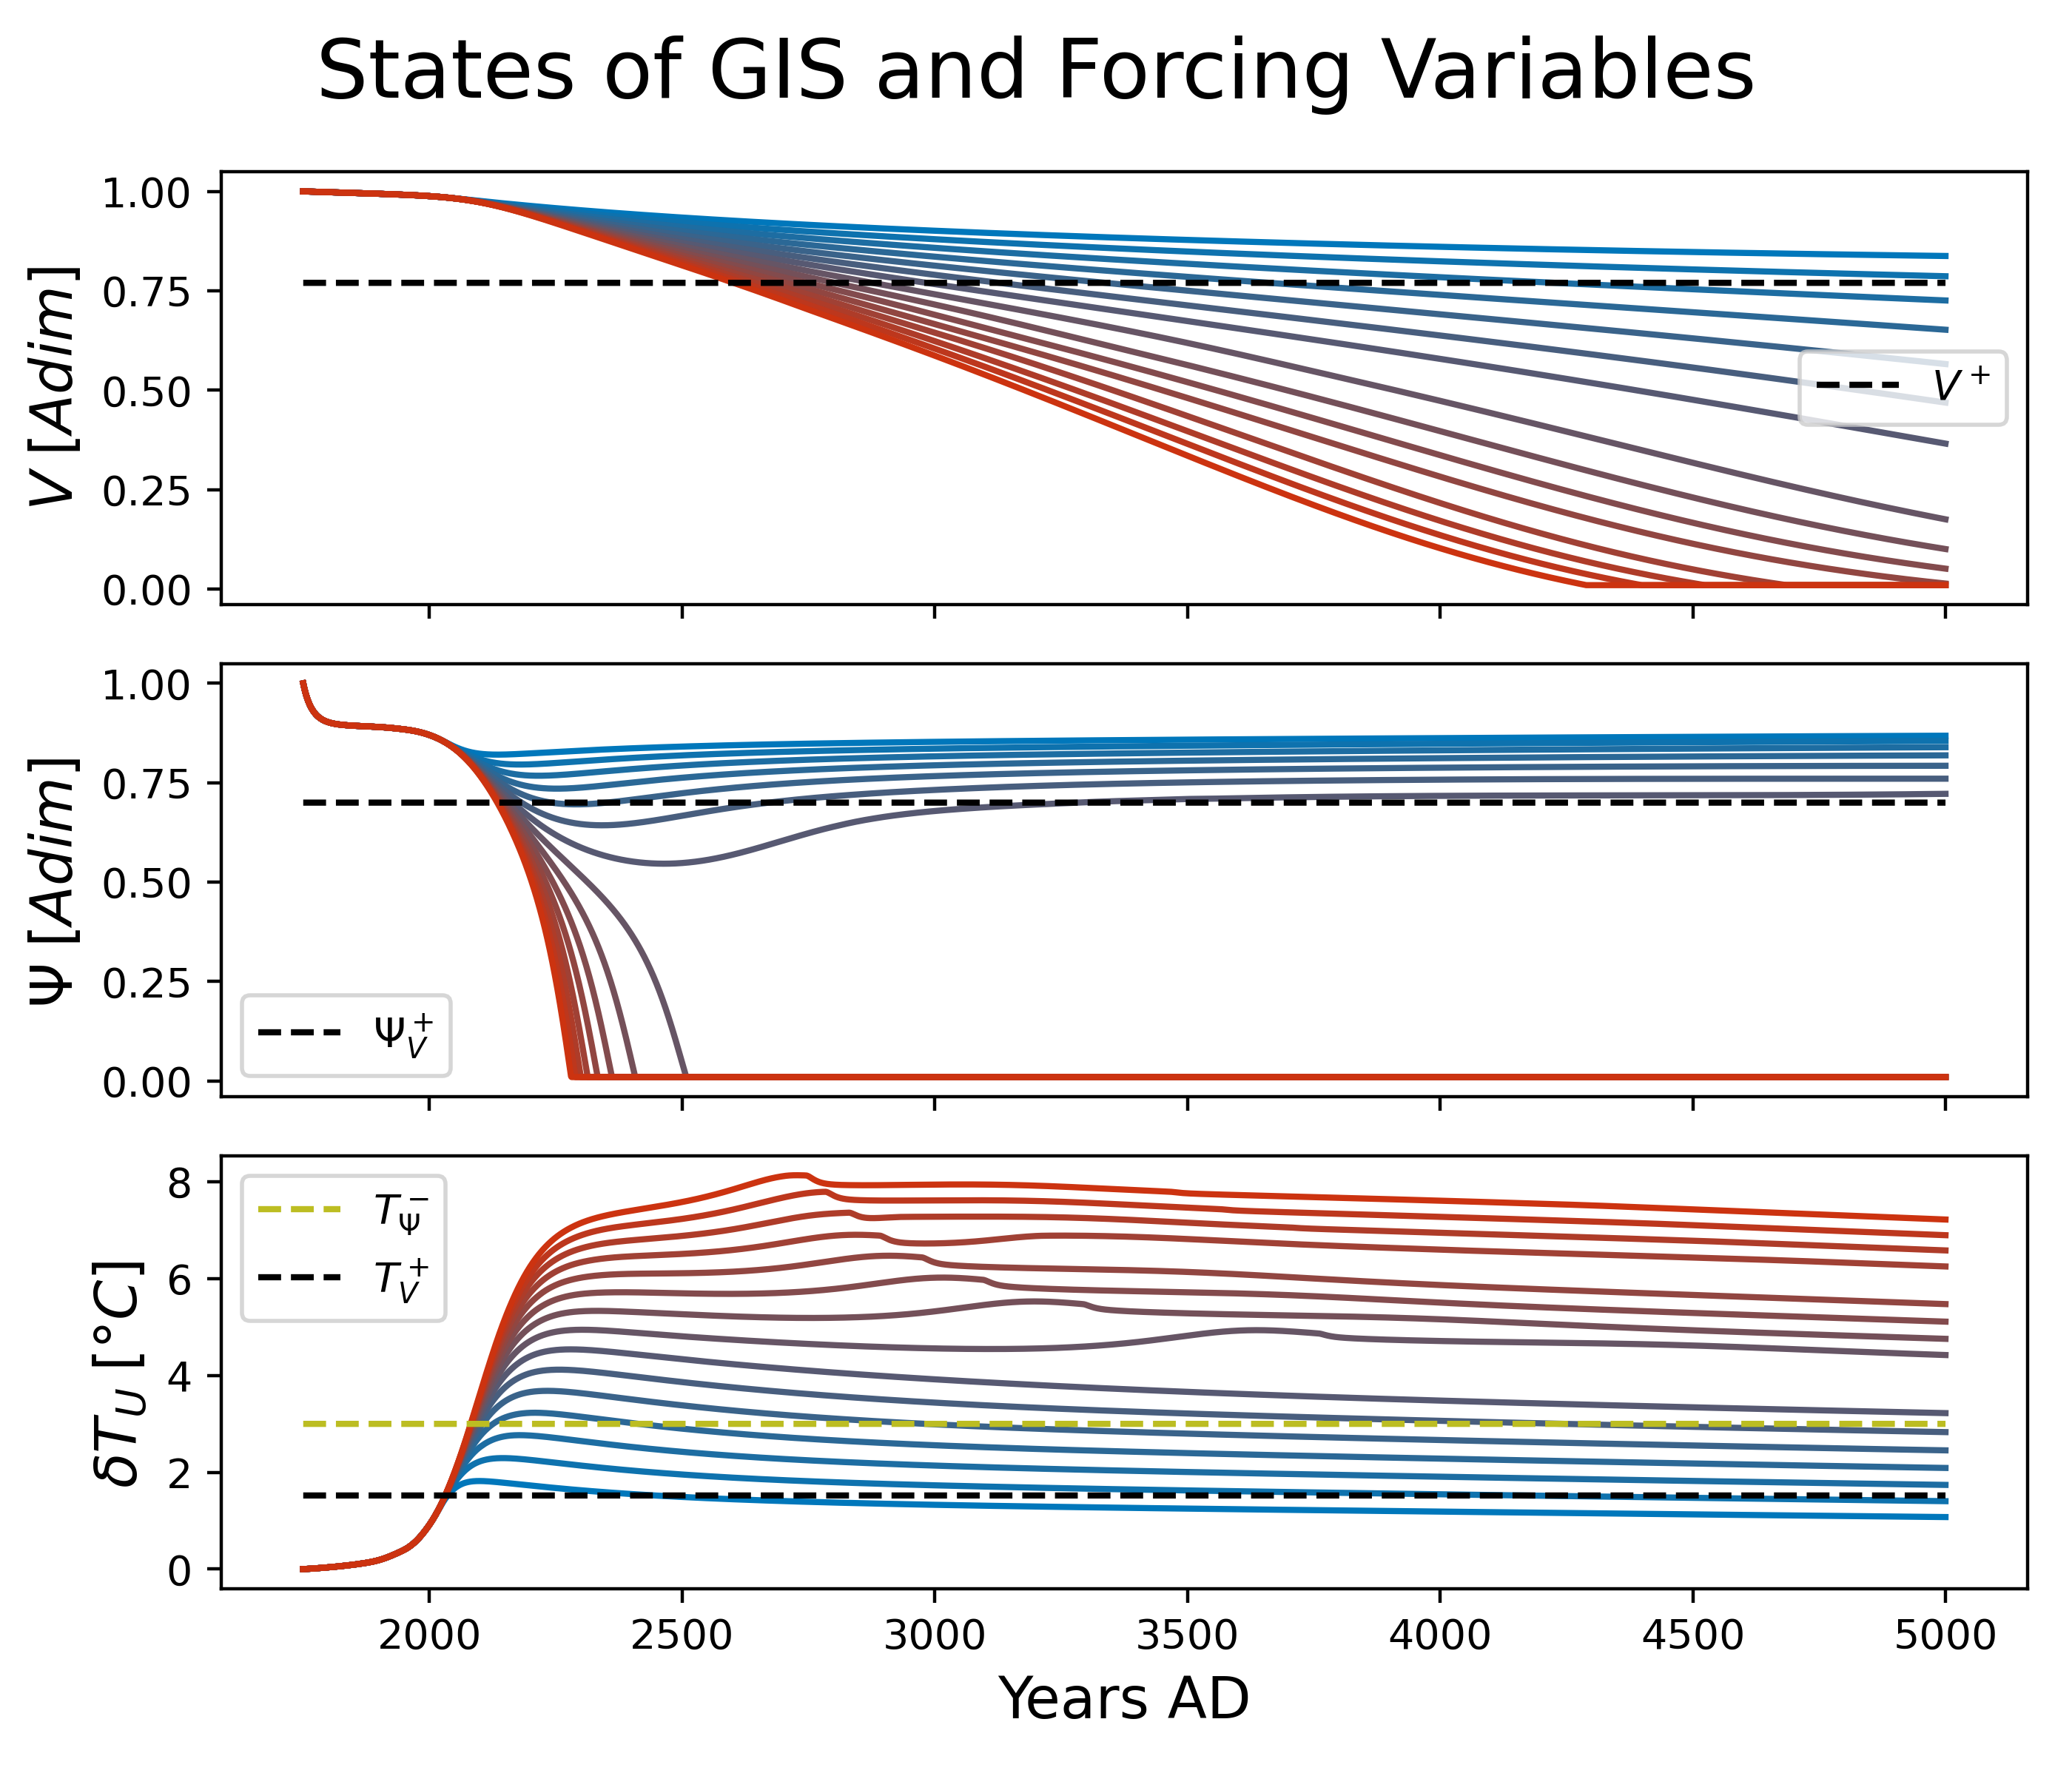 States of GIS and Forcing Variables
V [Adim]
1.00
0.75
0.50
0.25
0.00
V⁺
Ψ [Adim]
1.00
0.75
0.50
0.25
0.00
Ψ_V^+
δT_U [°C]
8
6
4
2
0
T_Ψ^−
T_V^+
2000 2500 3000 3500 4000 4500 5000
Years AD